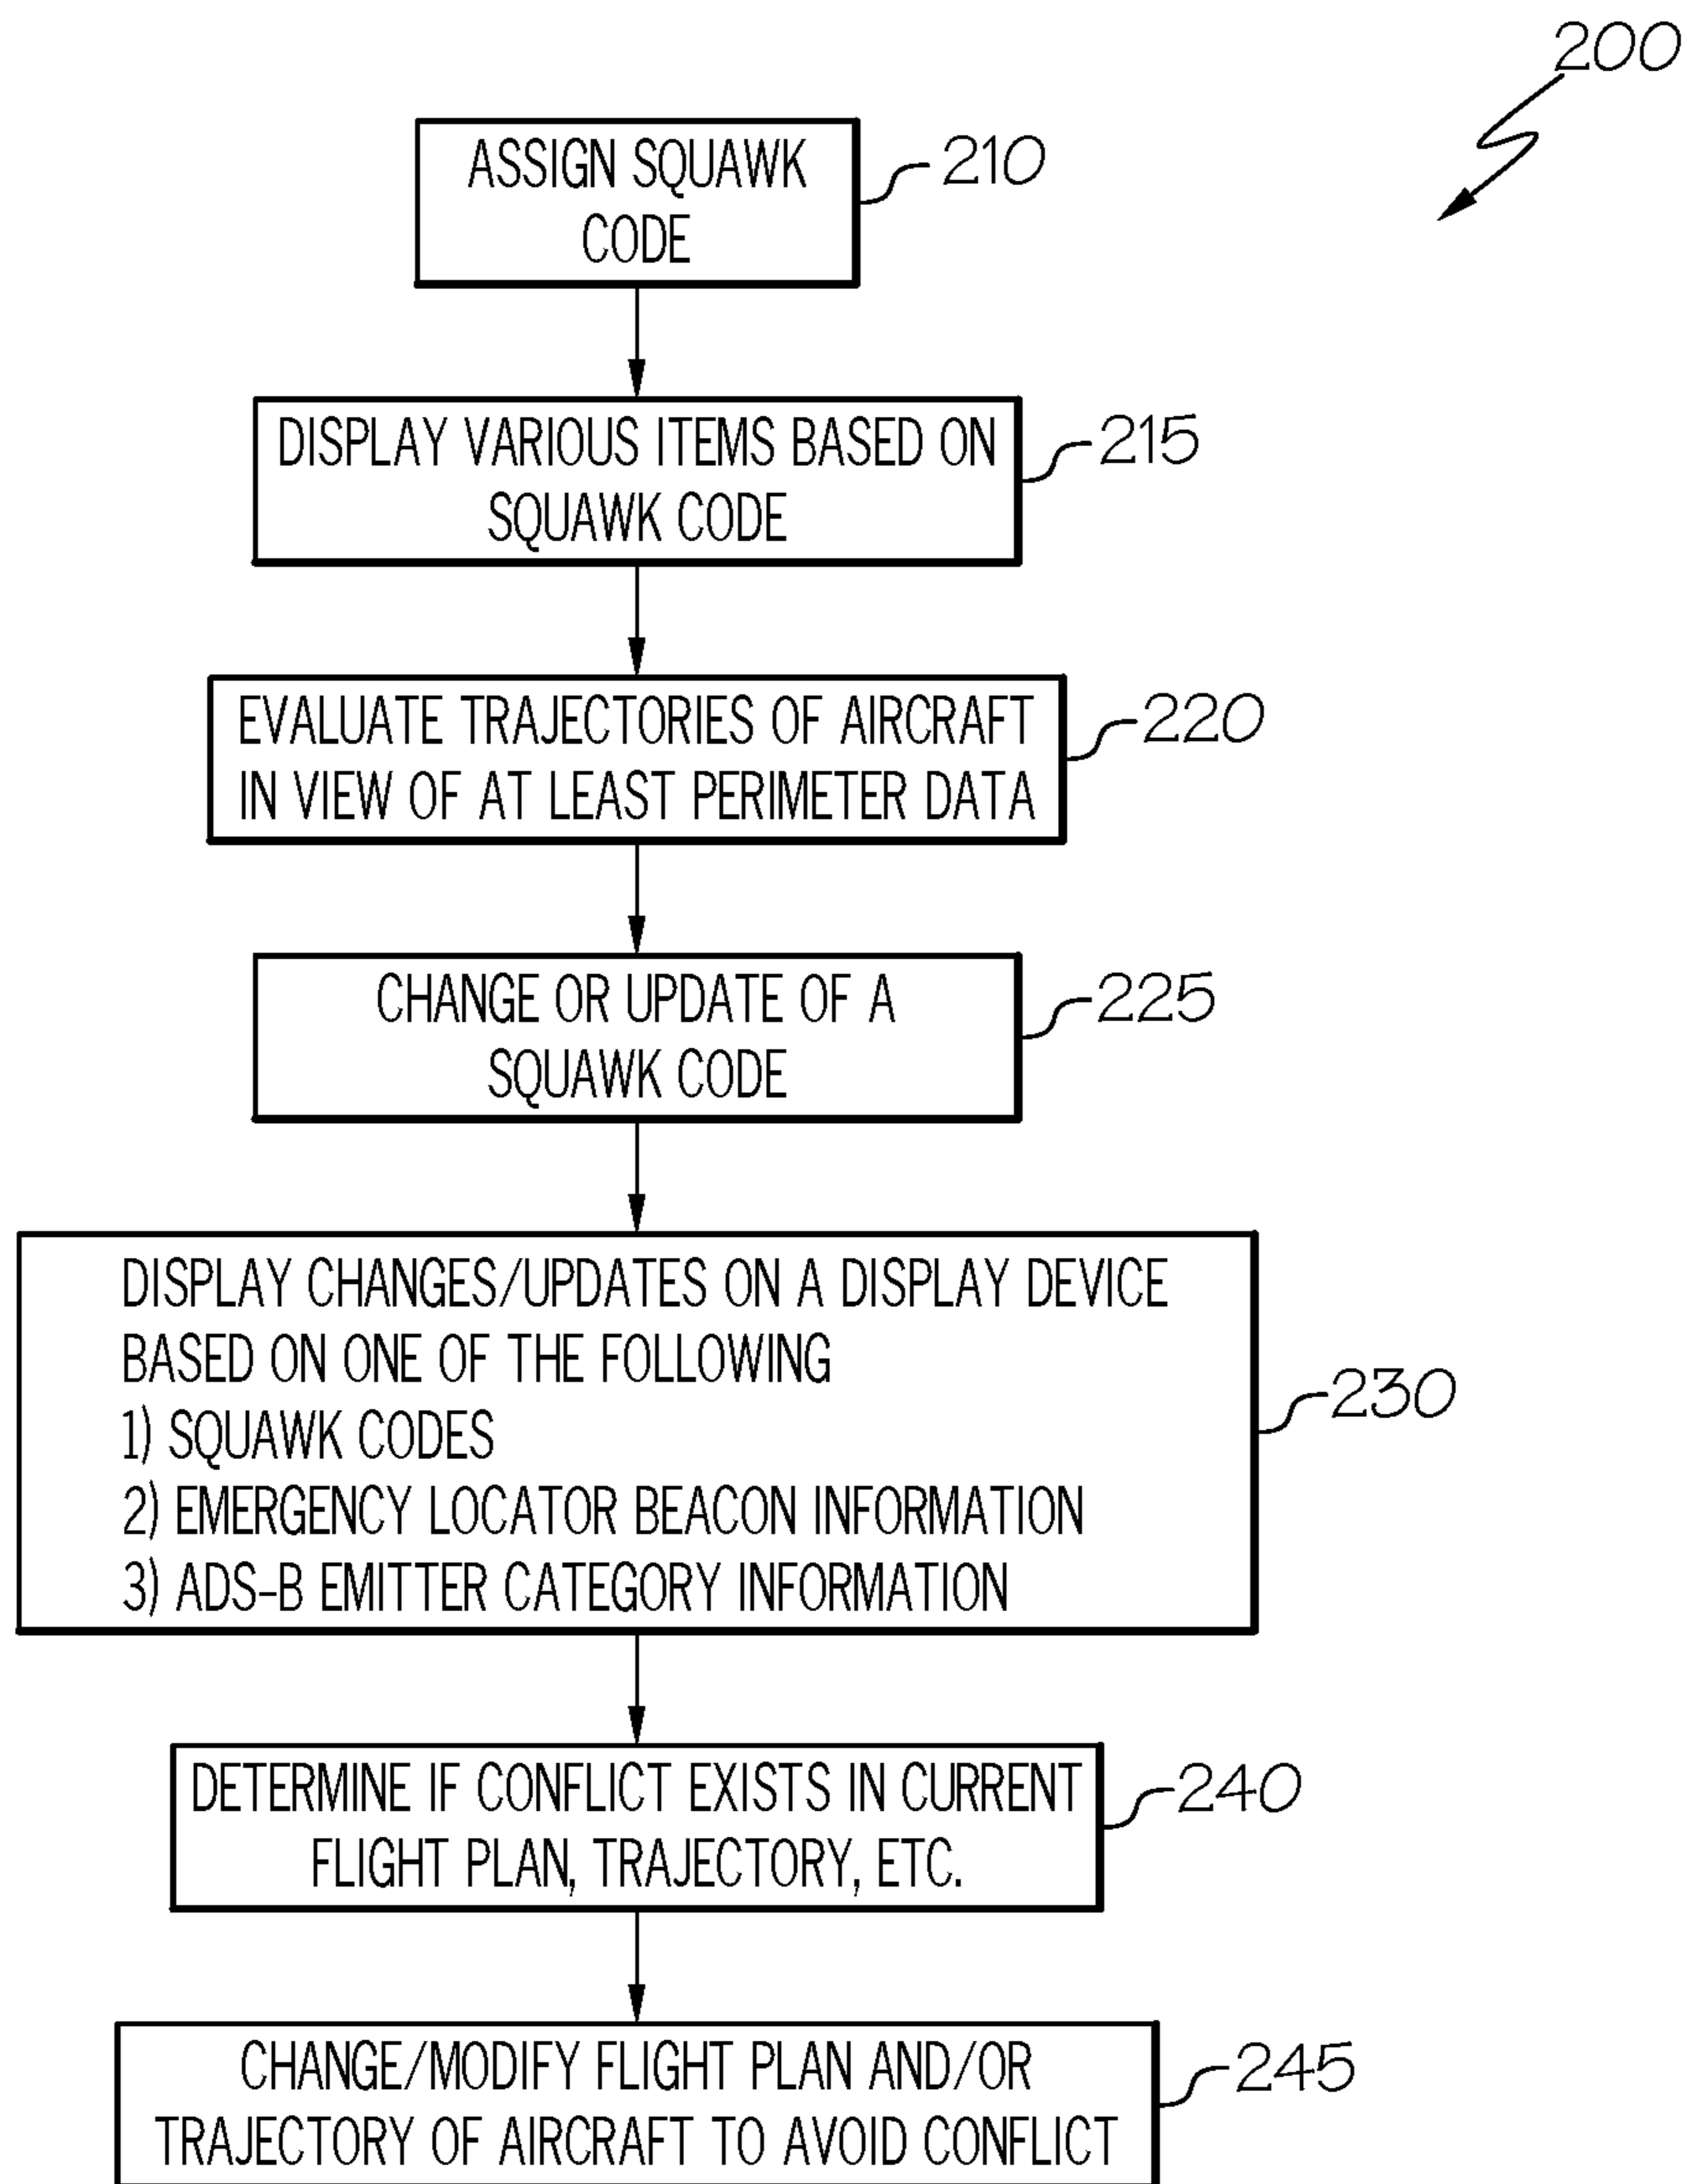 200
ASSIGN SQUAWK
CODE
210
DISPLAY VARIOUS ITEMS BASED ON
SQUAWK CODE
215
EVALUATE TRAJECTORIES OF AIRCRAFT
IN VIEW OF AT LEAST PERIMETER DATA
220
CHANGE OR UPDATE OF A
SQUAWK CODE
225
DISPLAY CHANGES/UPDATES ON A DISPLAY DEVICE
BASED ON ONE OF THE FOLLOWING
1) SQUAWK CODES
2) EMERGENCY LOCATOR BEACON INFORMATION
3) ADS-B EMITTER CATEGORY INFORMATION
230
DETERMINE IF CONFLICT EXISTS IN CURRENT
FLIGHT PLAN, TRAJECTORY, ETC.
240
CHANGE/MODIFY FLIGHT PLAN AND/OR
TRAJECTORY OF AIRCRAFT TO AVOID CONFLICT
245